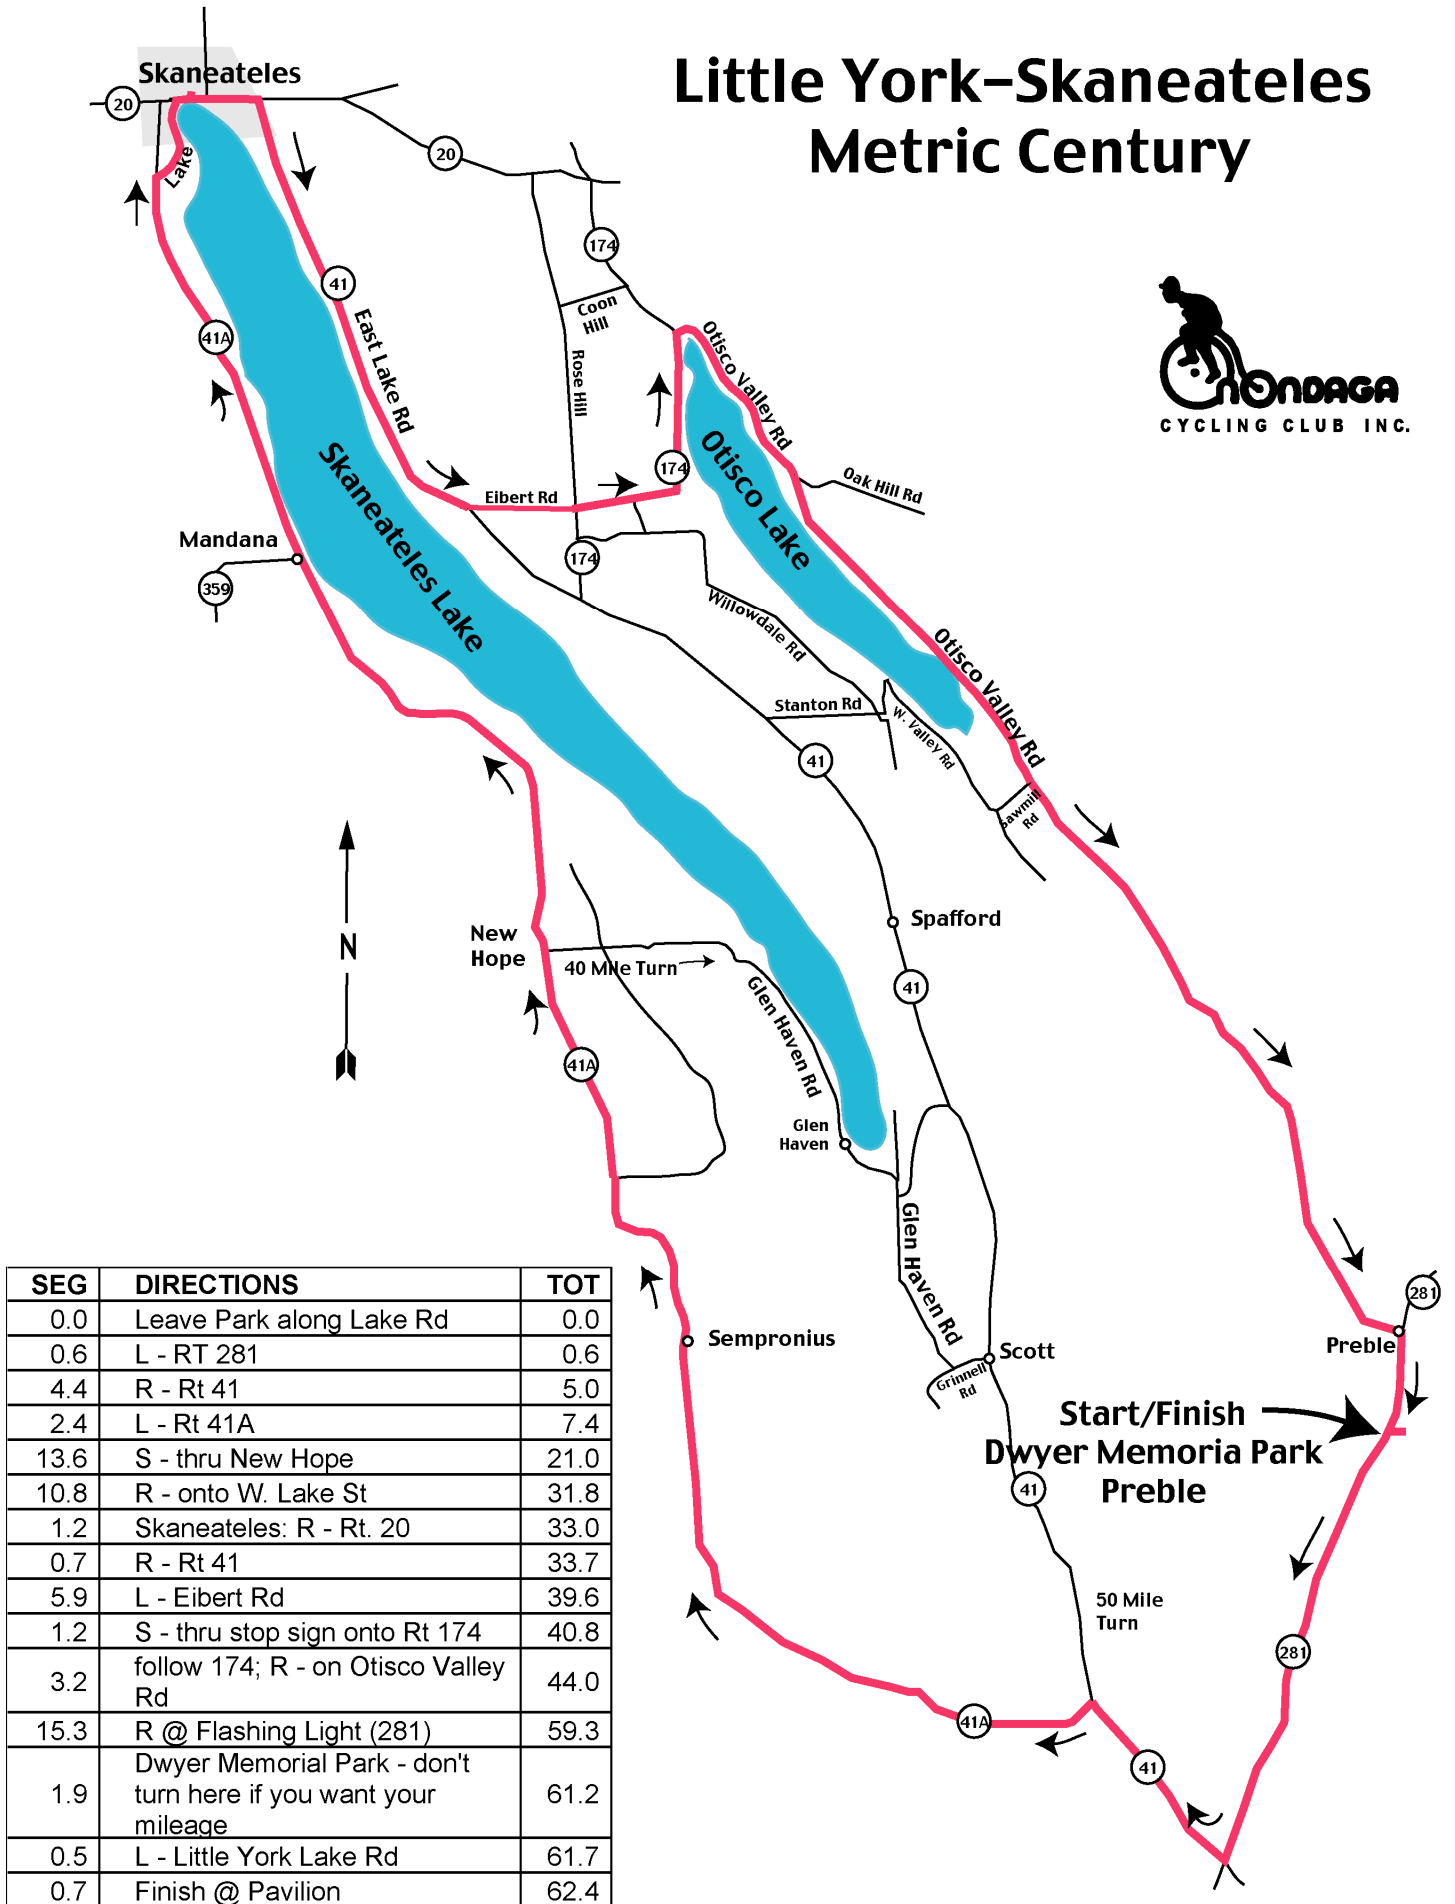 Little York–Skaneateles
Metric Century
Skaneateles
20
20
Lake
174
41
East Lake Rd
41A
Coon
Hill
Rose Hill
Otisco Valley Rd
NONDAGA
CYCLING CLUB INC.
174
Oak Hill Rd
Eibert Rd
Otisco Lake
Skaneateles Lake
Mandana
359
174
Willowdale Rd
Otisco Valley Rd
Stanton Rd
W. Valley Rd
41
Sawmill
Rd
N
New
Hope
40 Mile Turn
Spafford
41
Glen Haven Rd
41A
Glen
Haven
Glen Haven Rd
281
Preble
Sempronius
Scott
Grinnell
Rd
Start/Finish
Dwyer Memoria Park
Preble
41
50 Mile
Turn
281
41A
41
SEG DIRECTIONS TOT
0.0 Leave Park along Lake Rd 0.0
0.6 L - RT 281 0.6
4.4 R - Rt 41 5.0
2.4 L - Rt 41A 7.4
13.6 S - thru New Hope 21.0
10.8 R - onto W. Lake St 31.8
1.2 Skaneateles: R - Rt. 20 33.0
0.7 R - Rt 41 33.7
5.9 L - Eibert Rd 39.6
1.2 S - thru stop sign onto Rt 174 40.8
3.2 follow 174; R - on Otisco Valley
Rd 44.0
15.3 R @ Flashing Light (281) 59.3
1.9 Dwyer Memorial Park - don't
turn here if you want your
mileage 61.2
0.5 L - Little York Lake Rd 61.7
0.7 Finish @ Pavilion 62.4